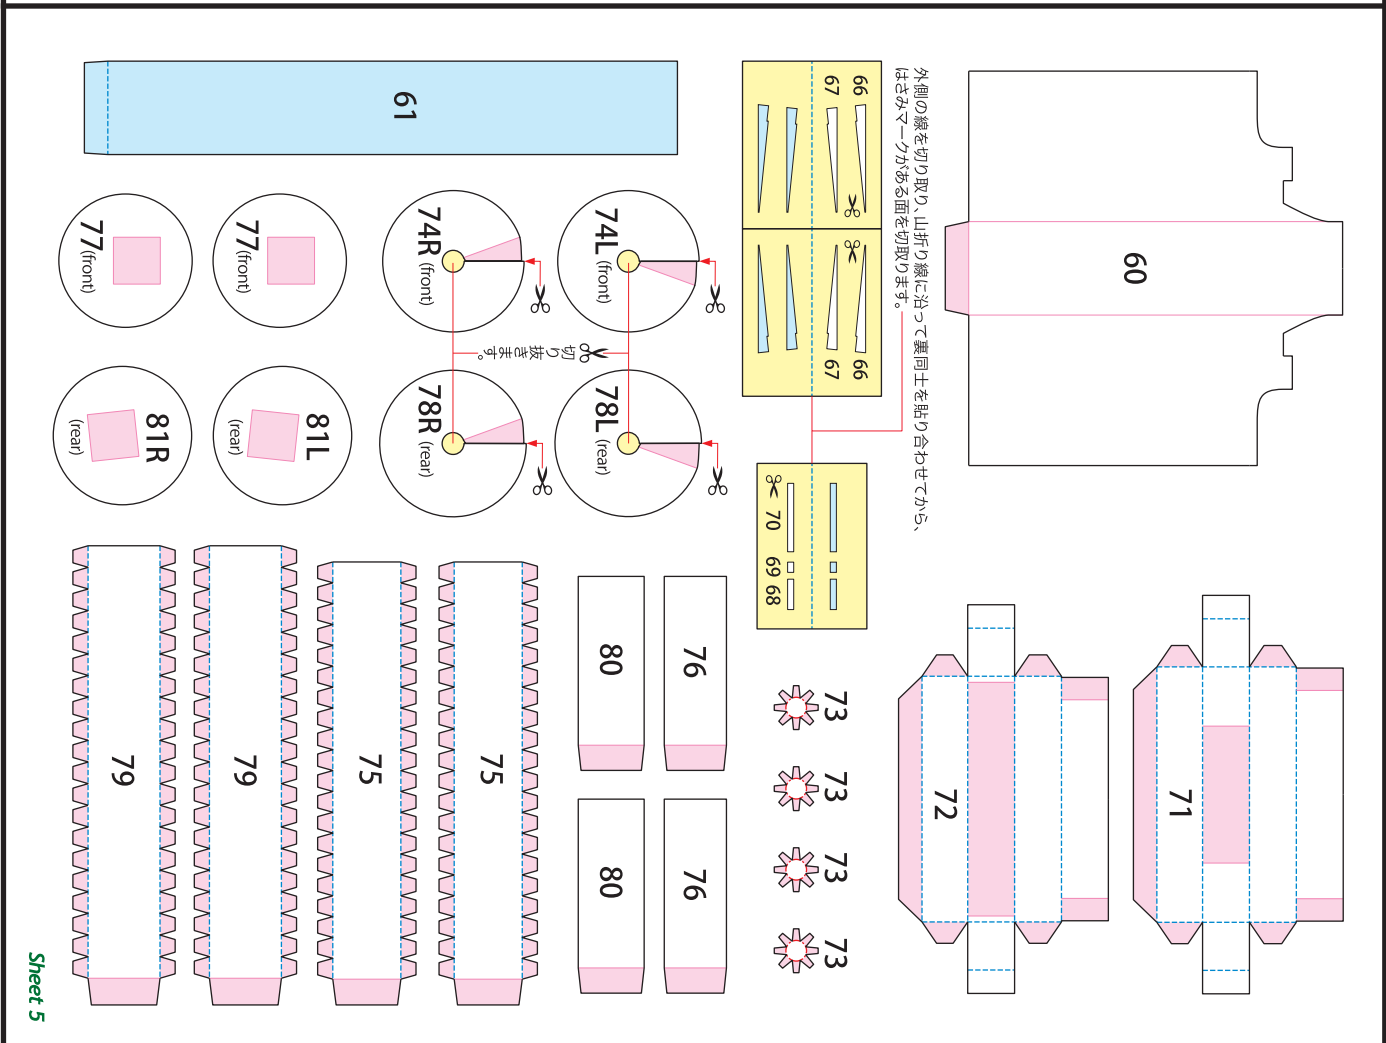 60
外側の線を切り取り、山折り線に沿って裏同士を貼り合わせてから、
はさみマークがある面を切取ります。
66
67
66
67
61
74L (front)
74R (front)
77(front)
77(front)
切り抜きます。
78L (rear)
78R (rear)
81L
(rear)
81R
(rear)
70
69
68
71
72
73
73
73
73
76
76
80
80
75
75
79
79
Sheet 5